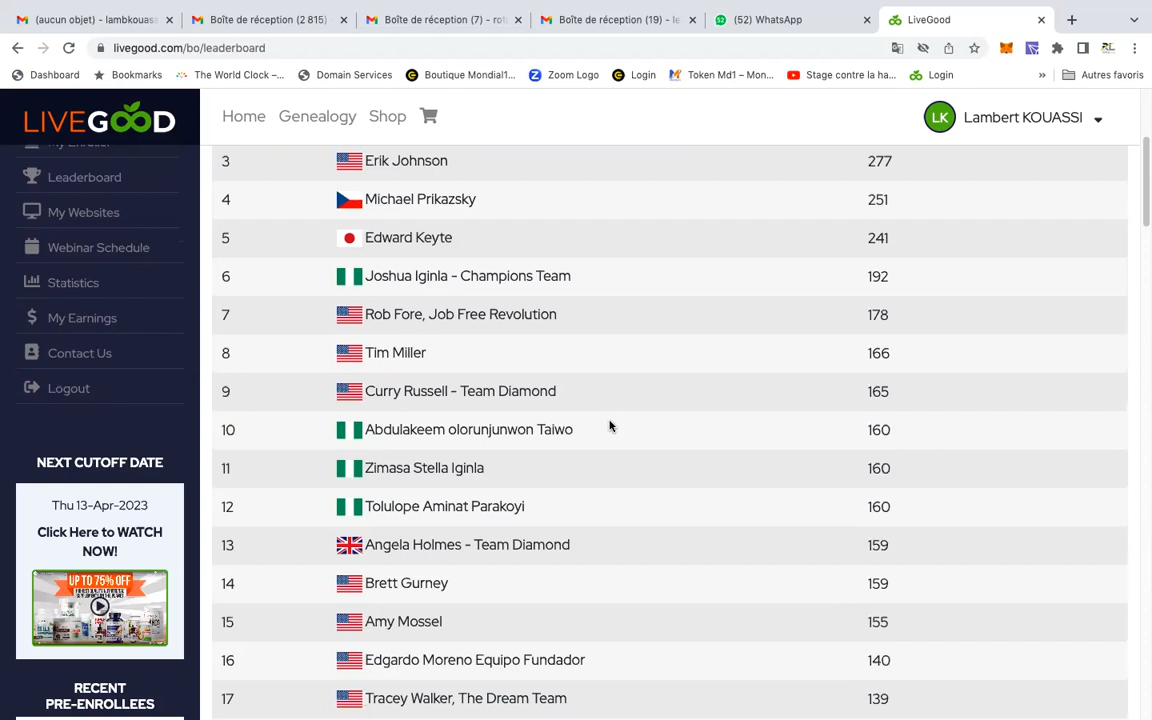 (aucun objet) - lambkouass
Boîte de réception (2 815) -
Boîte de réception (7) - rot
Boîte de réception (19) - le
(52) WhatsApp
LiveGood
livegood.com/bo/leaderboard
Dashboard
Bookmarks
The World Clock –...
Domain Services
Boutique Mondial1...
Zoom Logo
Login
Token Md1 – Mon...
Stage contre la ha...
Login
»
Autres favoris
LIVEGOOD
Home
Genealogy
Shop
LK
Lambert KOUASSI
Leaderboard
My Websites
Webinar Schedule
Statistics
My Earnings
Contact Us
Logout
NEXT CUTOFF DATE
Thu 13-Apr-2023
Click Here to WATCH
NOW!
UP TO 75% OFF
RECENT
PRE-ENROLLEES
3 Erik Johnson 277
4 Michael Prikazsky 251
5 Edward Keyte 241
6 Joshua Iginla - Champions Team 192
7 Rob Fore, Job Free Revolution 178
8 Tim Miller 166
9 Curry Russell - Team Diamond 165
10 Abdulakeem olorunjunwon Taiwo 160
11 Zimasa Stella Iginla 160
12 Tolulope Aminat Parakoyi 160
13 Angela Holmes - Team Diamond 159
14 Brett Gurney 159
15 Amy Mossel 155
16 Edgardo Moreno Equipo Fundador 140
17 Tracey Walker, The Dream Team 139